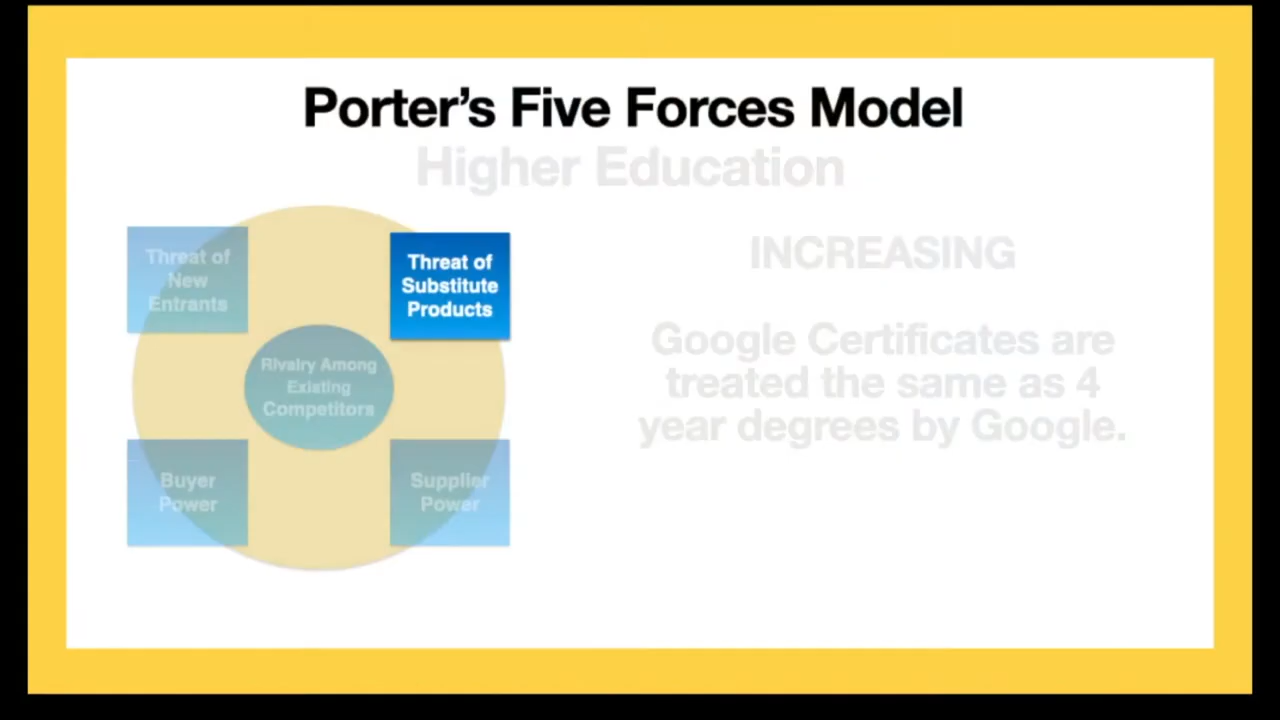 Porter’s Five Forces Model
Higher Education
Threat of
New
Entrants
Threat of
Substitute
Products
Rivalry Among
Existing
Competitors
Buyer
Power
Supplier
Power
INCREASING
Google Certificates are
treated the same as 4
year degrees by Google.